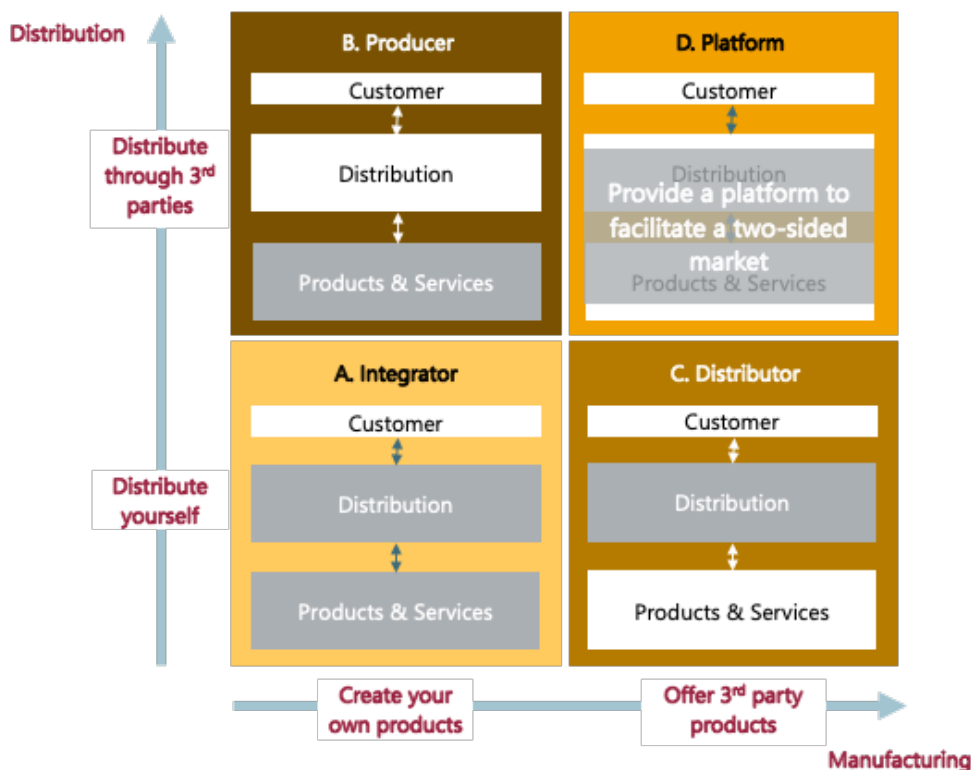 Distribution
B. Producer
Customer
Distribution
Products & Services
D. Platform
Customer
Distribution
Provide a platform to
facilitate a two-sided
market
Products & Services
Distribute
through 3rd
parties
A. Integrator
Customer
Distribution
Products & Services
C. Distributor
Customer
Distribution
Products & Services
Distribute
yourself
Create your
own products
Offer 3rd party
products
Manufacturing